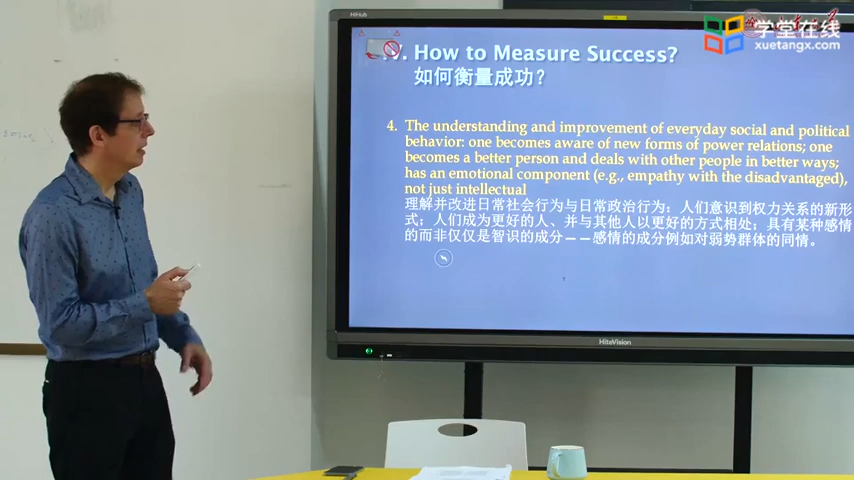 HiHub
V. How to Measure Success?
如何衡量成功？
学堂在线
xuetangx.com
4. The understanding and improvement of everyday social and political
behavior: one becomes aware of new forms of power relations; one
becomes a better person and deals with other people in better ways;
has an emotional component (e.g., empathy with the disadvantaged),
not just intellectual
理解并改进日常社会行为与日常政治行为：人们意识到权力关系的新形
式；人们成为更好的人、并与其他人以更好的方式相处；具有某种感情
的而非仅仅是智识的成分——感情的成分例如对弱势群体的同情。
HiteVision